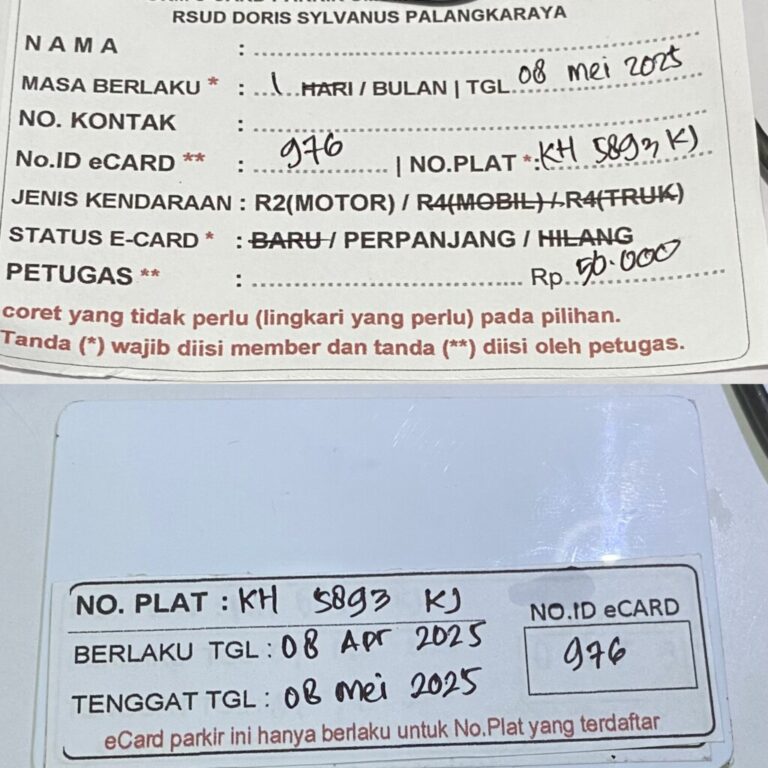 RSUD DORIS SYLVANUS PALANGKARAYA
NAMA :
MASA BERLAKU * : 1 HARI / BULAN | TGL. 08 mei 2025
NO. KONTAK :
No.ID eCARD ** : 976 | NO.PLAT *: KH 5893 KJ
JENIS KENDARAAN : R2(MOTOR) / R4(MOBIL) / R4(TRUK)
STATUS E-CARD * : BARU / PERPANJANG / HILANG
PETUGAS ** : Rp. 50.000
coret yang tidak perlu (lingkari yang perlu) pada pilihan.
Tanda (*) wajib diisi member dan tanda (**) diisi oleh petugas.
NO. PLAT : KH 5893 KJ
NO.ID eCARD
BERLAKU TGL : 08 Apr 2025
976
TENGGAT TGL : 08 mei 2025
eCard parkir ini hanya berlaku untuk No.Plat yang terdaftar